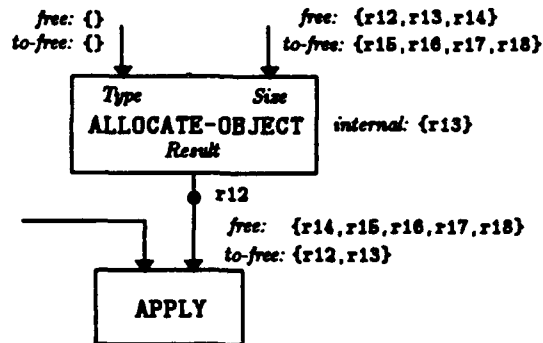 free: {}
free: {r12,r13,r14}
to-free: {}
to-free: {r15,r16,r17,r18}
Type
Size
ALLOCATE-OBJECT
internal: {r13}
Result
r12
free: {r14,r15,r16,r17,r18}
to-free: {r12,r13}
APPLY